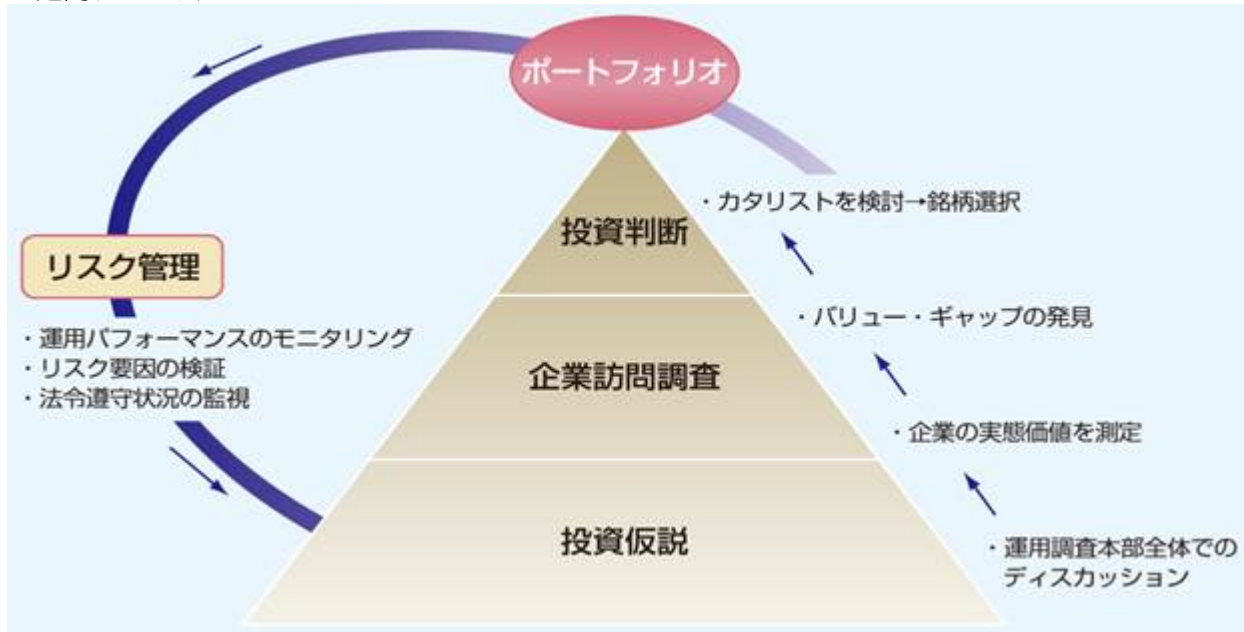 ポートフォリオ
・カタリストを検討→銘柄選択
投資判断
リスク管理
・バリュー・ギャップの発見
・運用パフォーマンスのモニタリング
・リスク要因の検証
・法令遵守状況の監視
企業訪問調査
・企業の実態価値を測定
投資仮説
・運用調査本部全体での
ディスカッション